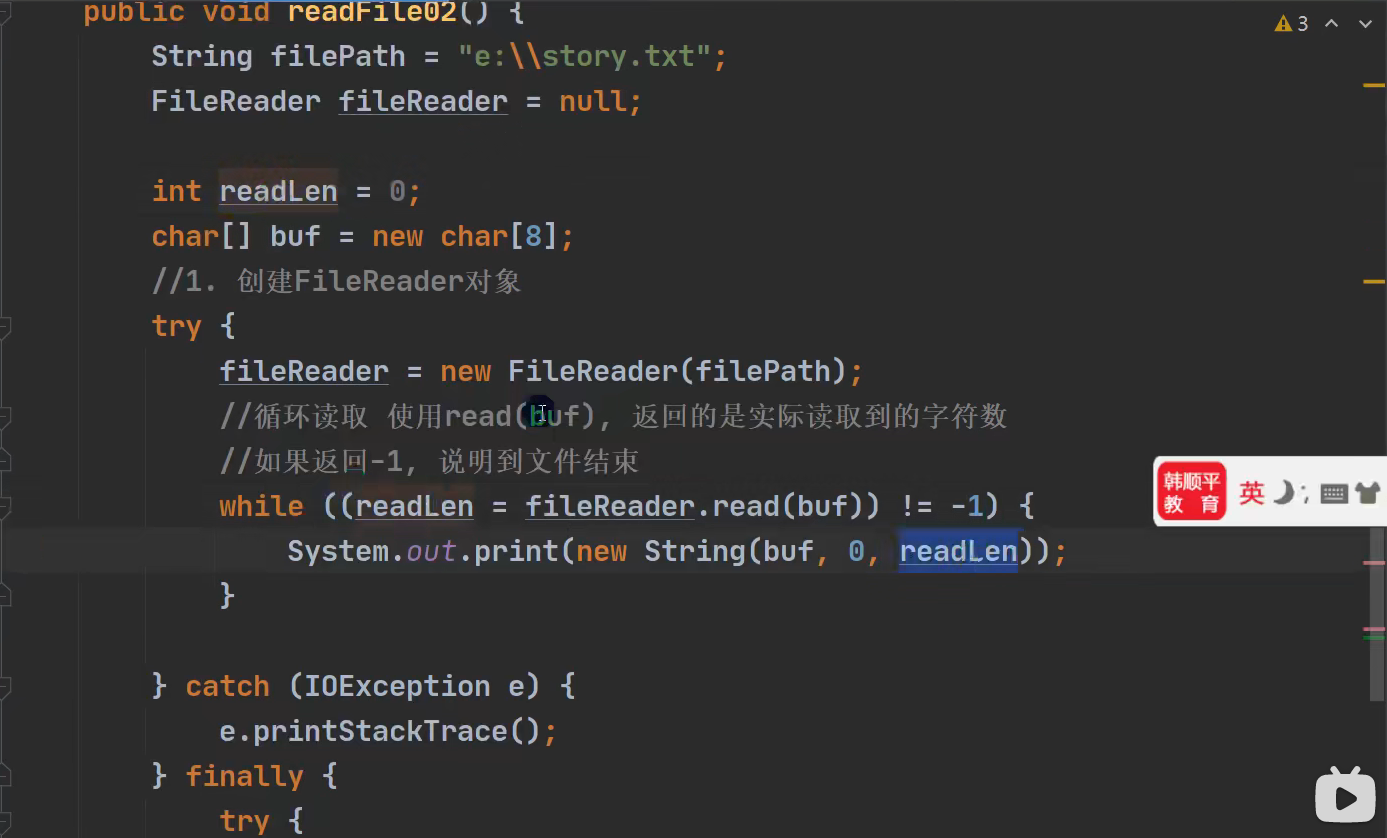 public void readFile02() {
String filePath = "e:\\story.txt";
FileReader fileReader = null;
int readLen = 0;
char[] buf = new char[8];
//1. 创建FileReader对象
try {
fileReader = new FileReader(filePath);
//循环读取 使用read(buf), 返回的是实际读取到的字符数
//如果返回-1, 说明到文件结束
while ((readLen = fileReader.read(buf)) != -1) {
System.out.print(new String(buf, 0, readLen));
}
} catch (IOException e) {
e.printStackTrace();
} finally {
try {
3
韩顺平
教 育
英